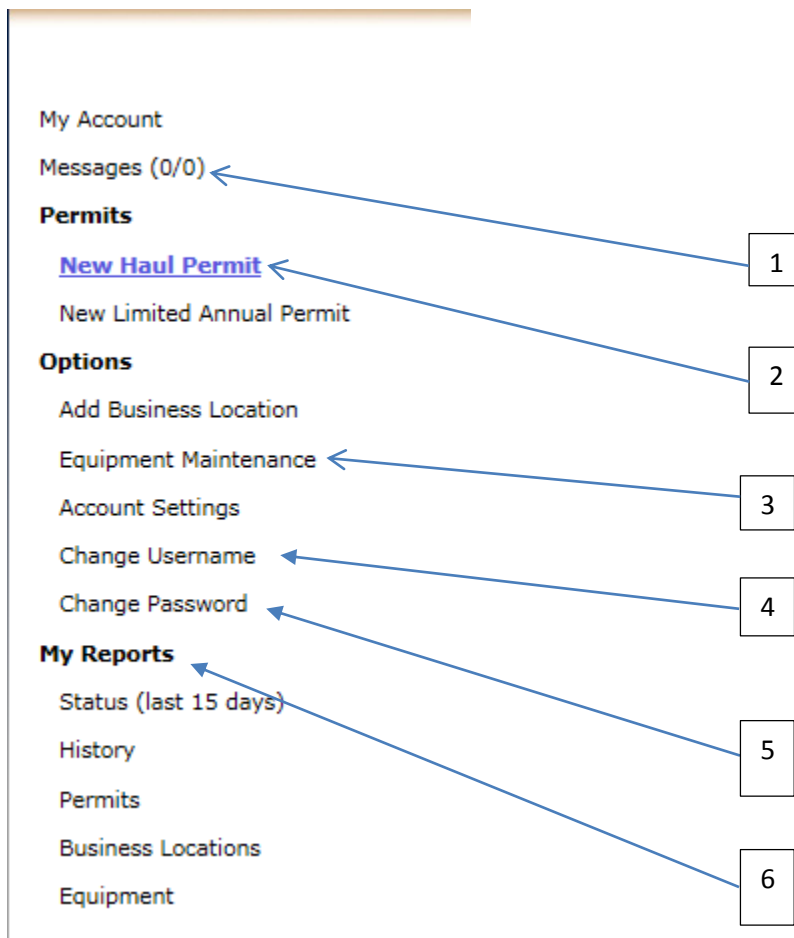 My Account
Messages (0/0)
Permits
1
New Haul Permit
New Limited Annual Permit
Options
2
Add Business Location
Equipment Maintenance
3
Account Settings
Change Username
Change Password
4
My Reports
Status (last 15 days)
History
5
Permits
Business Locations
6
Equipment